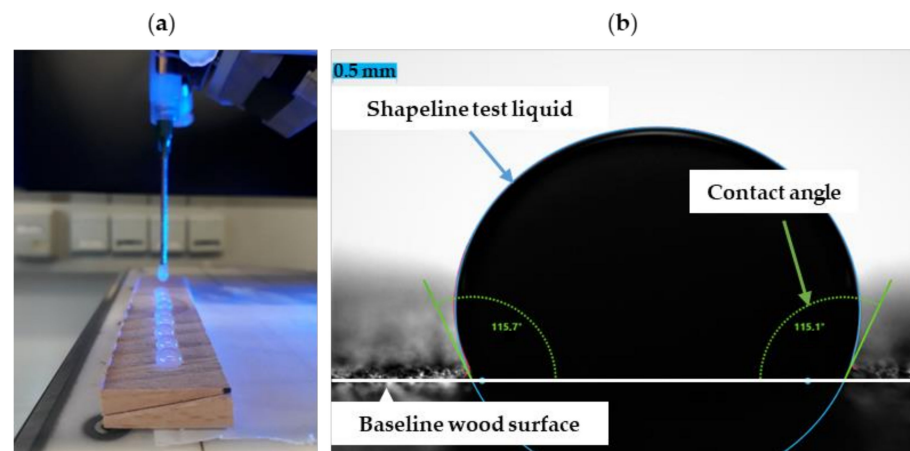 (a)
(b)
0.5 mm
Shapeline test liquid
Contact angle
115.7°
115.1°
Baseline wood surface